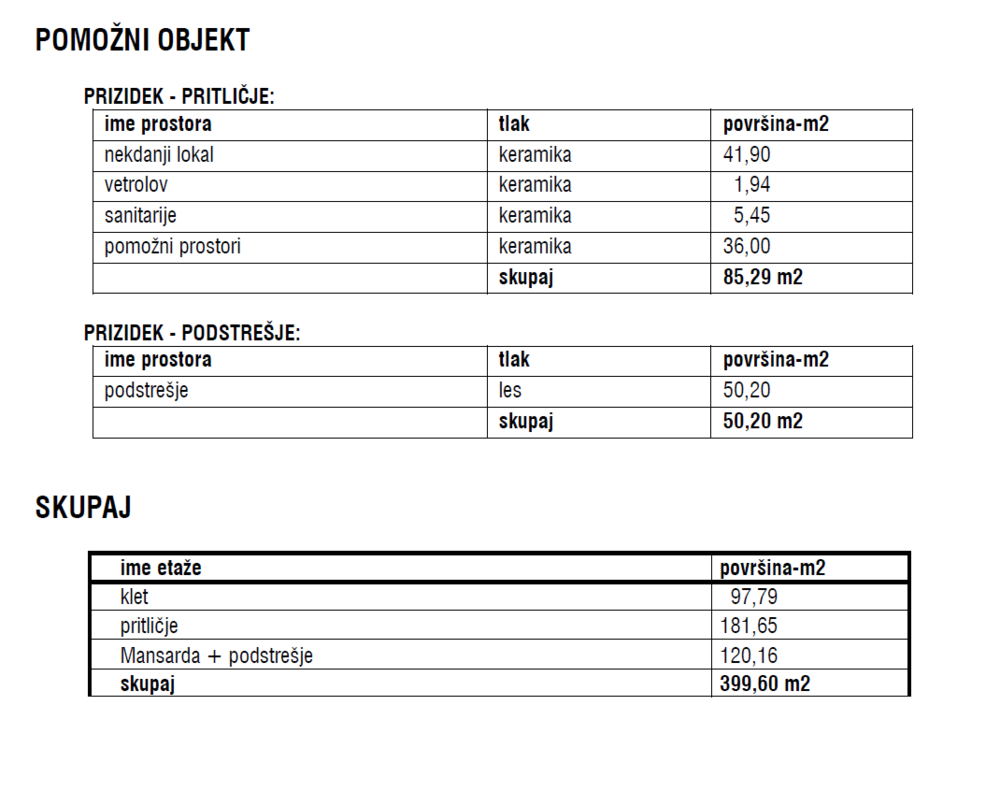 POMOŽNI OBJEKT
PRIZIDEK - PRITLIČJE:
ime prostora tlak površina-m2
nekdanji lokal keramika 41,90
vetrolov keramika 1,94
sanitarije keramika 5,45
pomožni prostori keramika 36,00
skupaj 85,29 m2
PRIZIDEK - PODSTREŠJE:
ime prostora tlak površina-m2
podstrešje les 50,20
skupaj 50,20 m2
SKUPAJ
ime etaže površina-m2
klet 97,79
pritličje 181,65
Mansarda + podstrešje 120,16
skupaj 399,60 m2